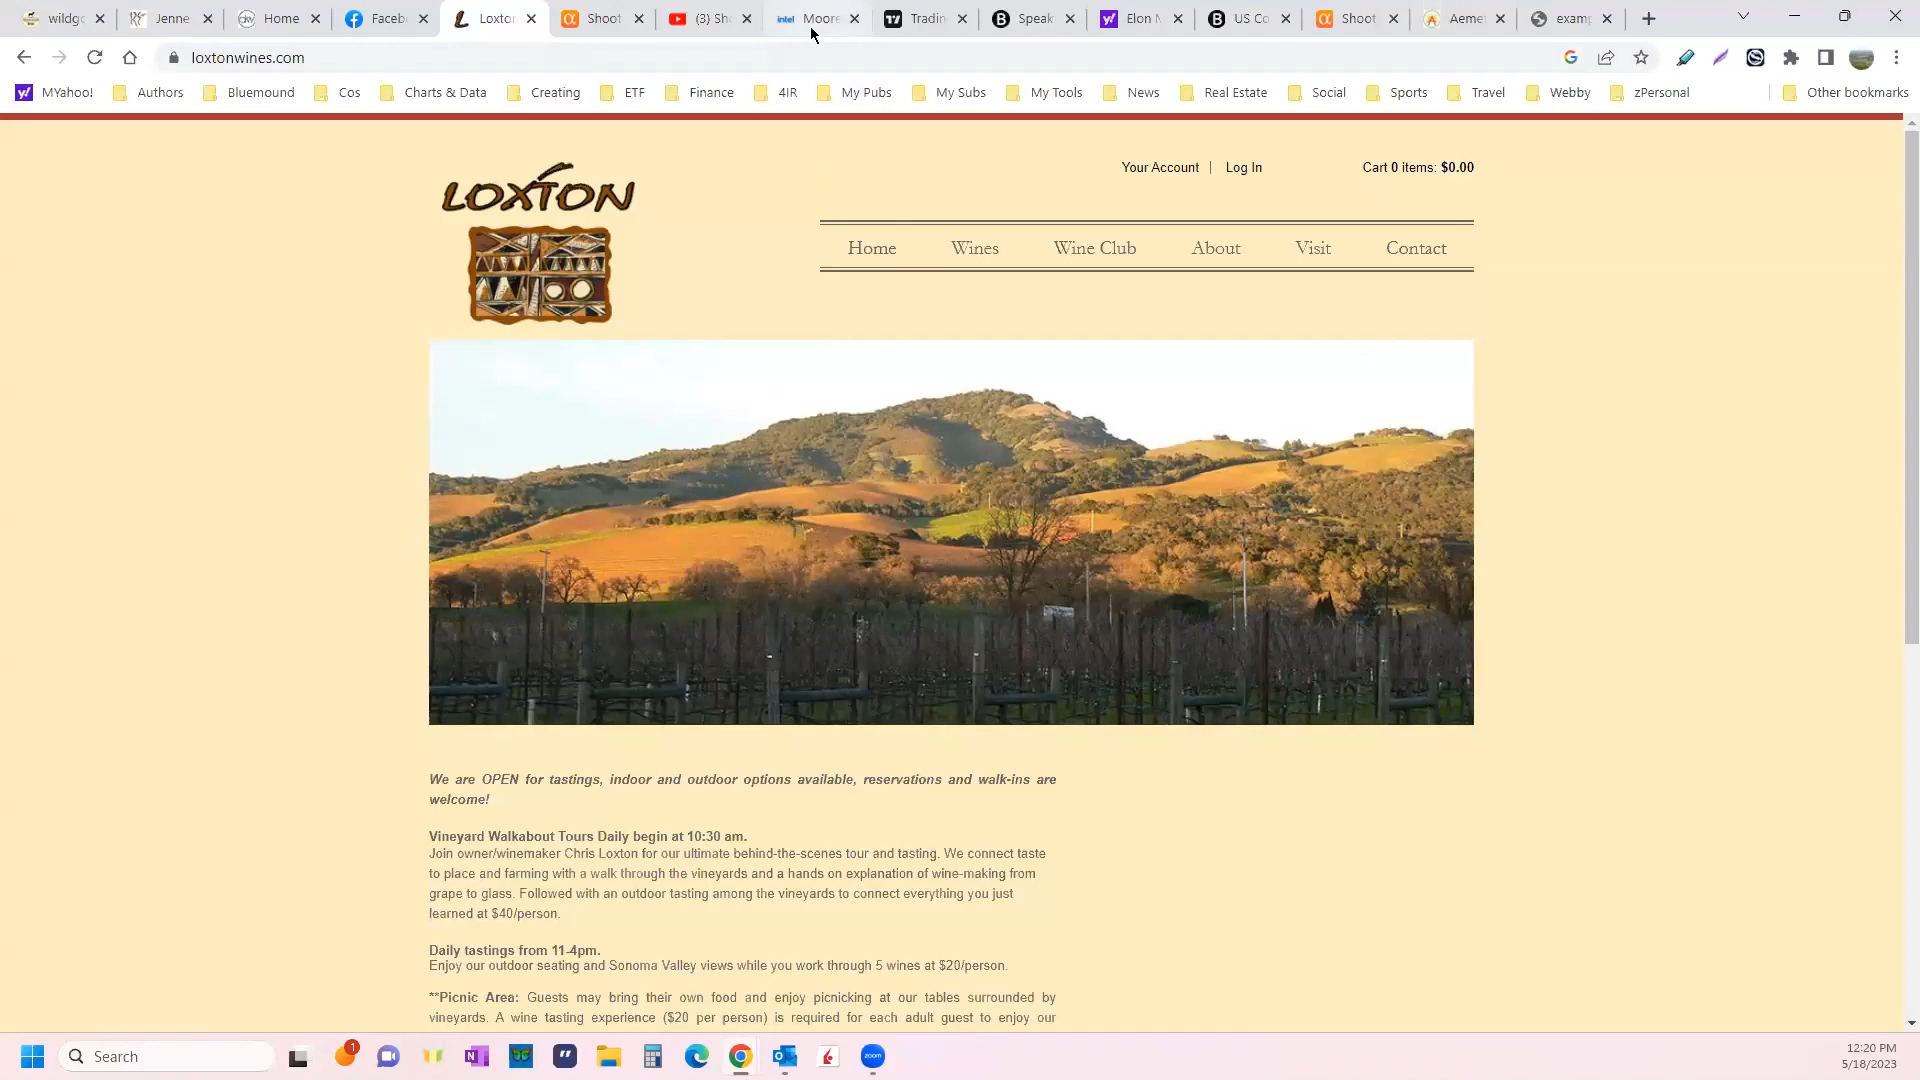 wildgo
Jenne
Home
Faceb
Loxtor
Shoot
(3) Sh
intel Moore
Tradin
Speak
Elon M
US Co
Shoot
Aeme
examp
loxtonwines.com
MYahoo!
Authors
Bluemound
Cos
Charts & Data
Creating
ETF
Finance
4IR
My Pubs
My Subs
My Tools
News
Real Estate
Social
Sports
Travel
Webby
zPersonal
Other bookmarks
LOXTON
Your Account | Log In
Cart 0 items: $0.00
Home
Wines
Wine Club
About
Visit
Contact
We are OPEN for tastings, indoor and outdoor options available, reservations and walk-ins are
welcome!
Vineyard Walkabout Tours Daily begin at 10:30 am.
Join owner/winemaker Chris Loxton for our ultimate behind-the-scenes tour and tasting. We connect taste
to place and farming with a walk through the vineyards and a hands on explanation of wine-making from
grape to glass. Followed with an outdoor tasting among the vineyards to connect everything you just
learned at $40/person.
Daily tastings from 11-4pm.
Enjoy our outdoor seating and Sonoma Valley views while you work through 5 wines at $20/person.
**Picnic Area: Guests may bring their own food and enjoy picnicking at our tables surrounded by
vineyards. A wine tasting experience ($20 per person) is required for each adult guest to enjoy our
Search
1
zoom
12:20 PM
5/18/2023